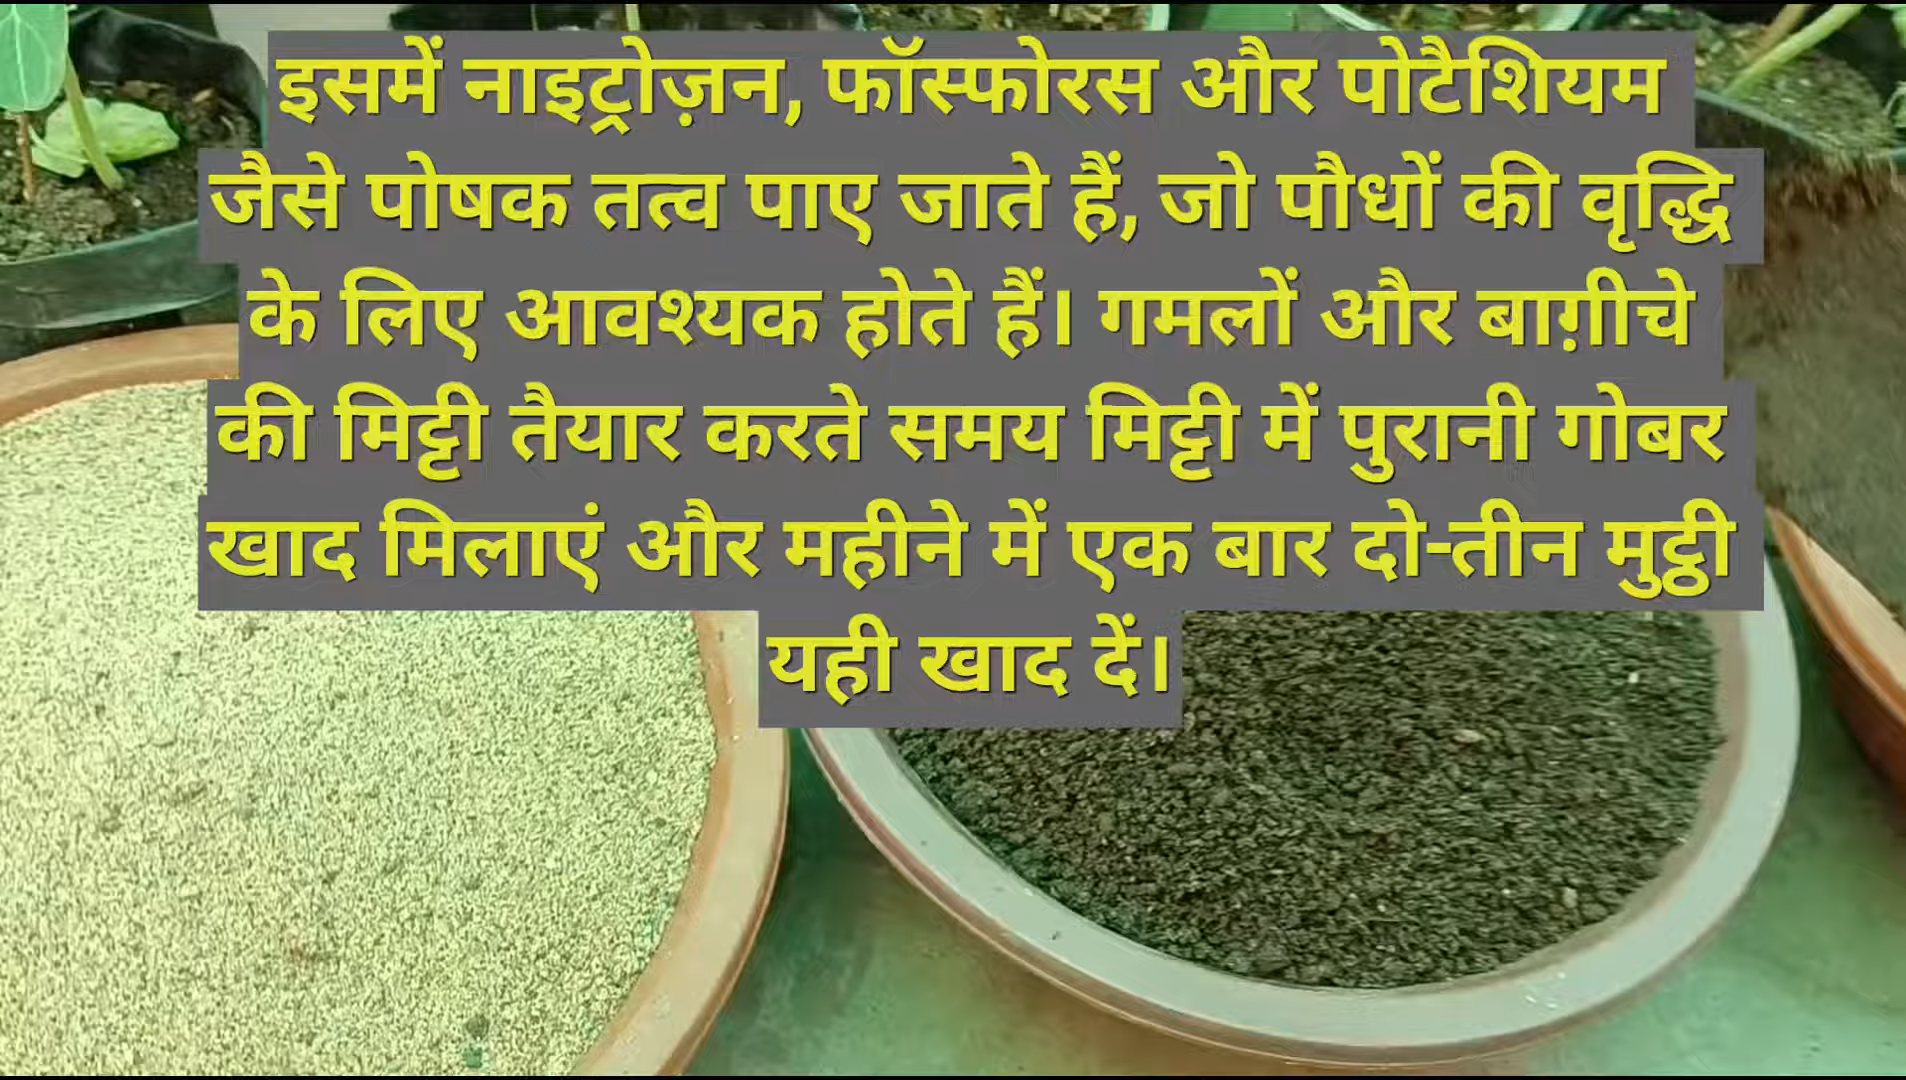 इसमें नाइट्रोज़न, फॉस्फोरस और पोटैशियम
जैसे पोषक तत्व पाए जाते हैं, जो पौधों की वृद्धि
के लिए आवश्यक होते हैं। गमलों और बाग़ीचे
की मिट्टी तैयार करते समय मिट्टी में पुरानी गोबर
खाद मिलाएं और महीने में एक बार दो-तीन मुट्ठी
यही खाद दें।